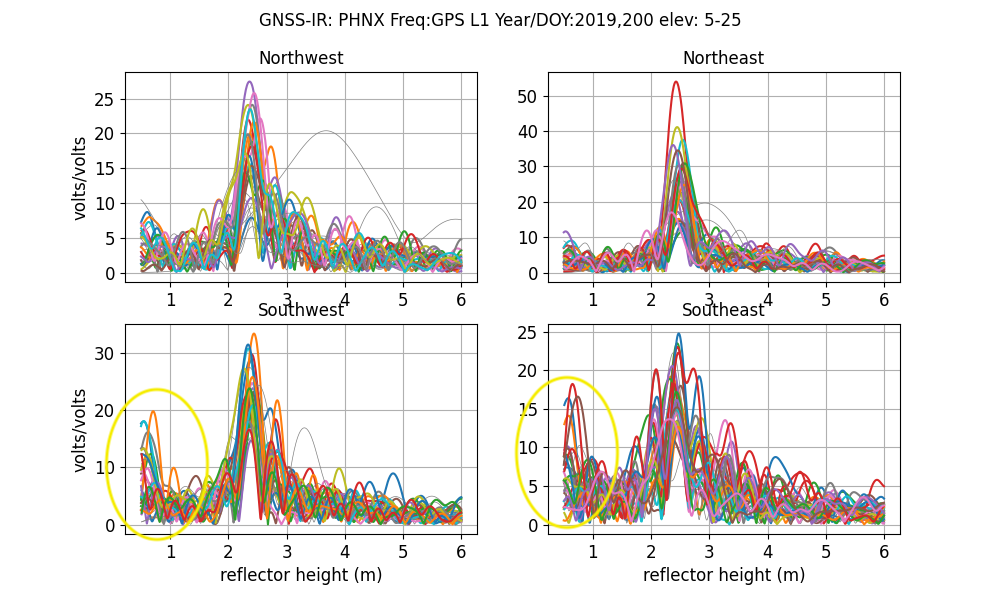 GNSS-IR: PHNX Freq:GPS L1 Year/DOY:2019,200 elev: 5-25
Northwest
Northeast
volts/volts
25
20
15
10
5
0
50
40
30
20
10
0
1 2 3 4 5 6
1 2 3 4 5 6
Southwest
Southeast
volts/volts
30
20
10
0
25
20
15
10
5
0
1 2 3 4 5 6
1 2 3 4 5 6
reflector height (m)
reflector height (m)